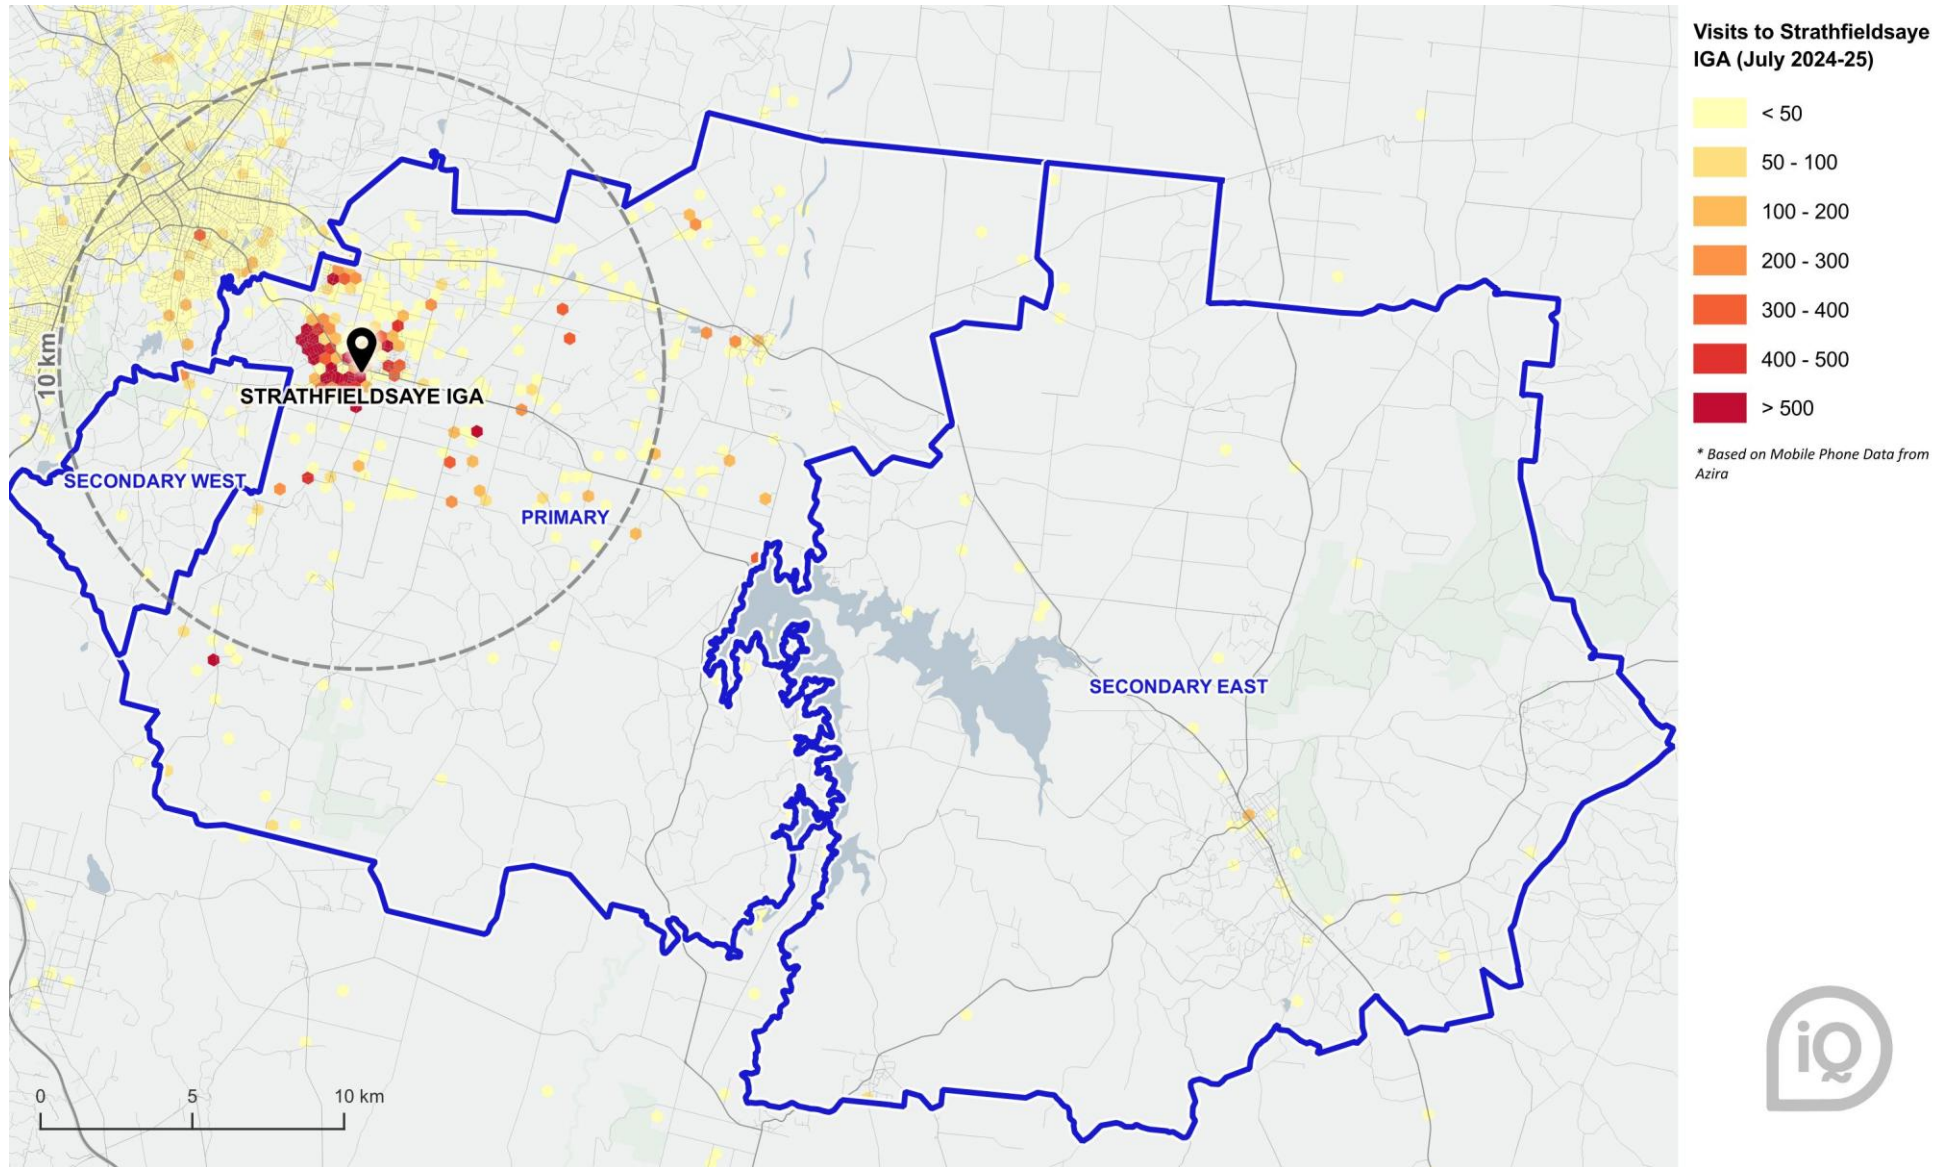 Visits to Strathfieldsaye
IGA (July 2024-25)
< 50
50 - 100
100 - 200
200 - 300
300 - 400
400 - 500
> 500
* Based on Mobile Phone Data from
Azira
10 km
STRATHFIELDSAYE IGA
SECONDARY WEST
PRIMARY
SECONDARY EAST
0 5 10 km
iQ